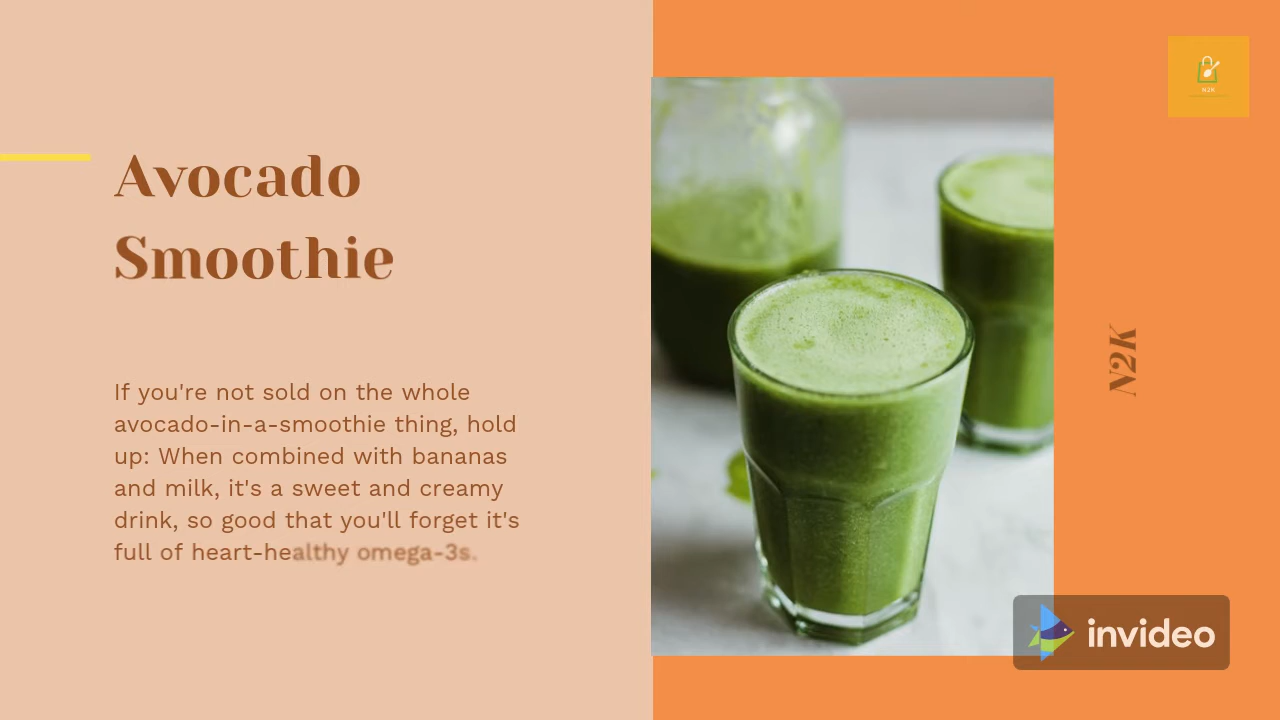 Avocado
Smoothie
If you're not sold on the whole
avocado-in-a-smoothie thing, hold
up: When combined with bananas
and milk, it's a sweet and creamy
drink, so good that you'll forget it's
full of heart-healthy omega-3s.
N2K
N2K
invideo